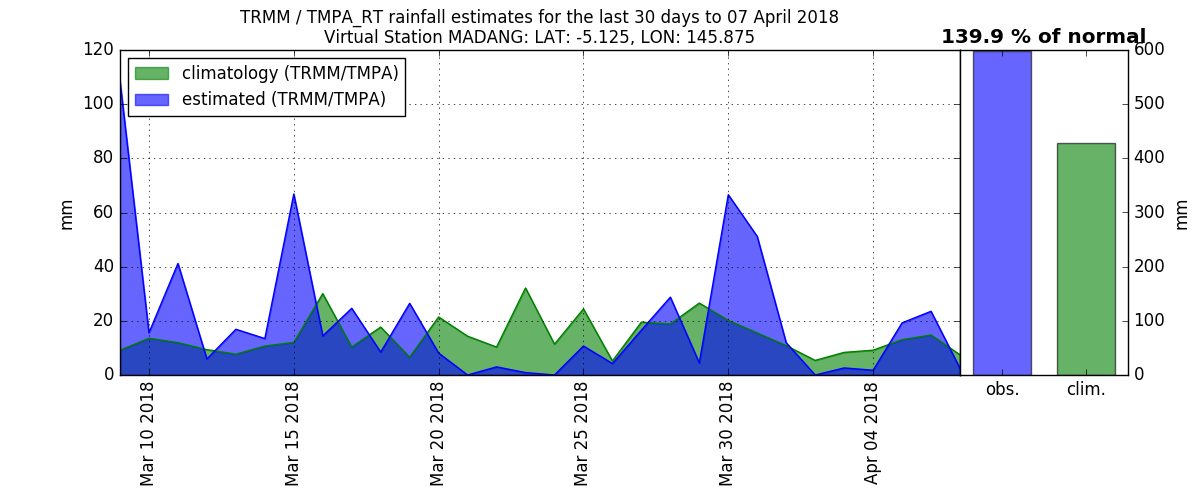 TRMM / TMPA_RT rainfall estimates for the last 30 days to 07 April 2018
Virtual Station MADANG: LAT: -5.125, LON: 145.875
139.9 % of normal
climatology (TRMM/TMPA)
estimated (TRMM/TMPA)
mm
120
100
80
60
40
20
0
Mar 10 2018
Mar 15 2018
Mar 20 2018
Mar 25 2018
Mar 30 2018
Apr 04 2018
obs.
clim.
600
500
400
300
200
100
0
mm